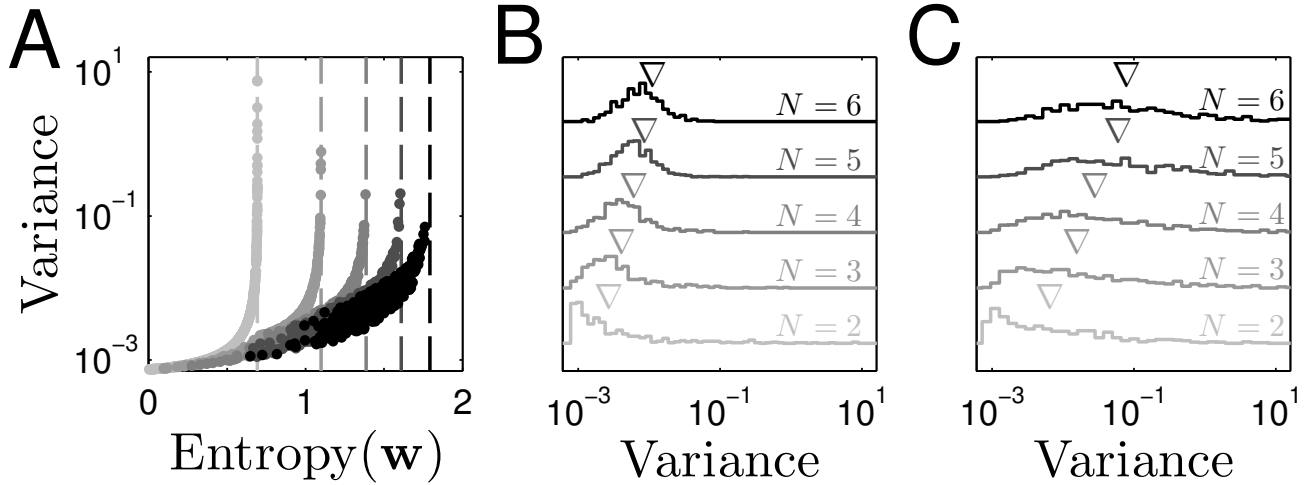 A
Variance
10^1
10^-1
10^-3
0
1
2
Entropy(w)
B
N = 6
N = 5
N = 4
N = 3
N = 2
10^-3
10^-1
10^1
Variance
C
N = 6
N = 5
N = 4
N = 3
N = 2
10^-3
10^-1
10^1
Variance